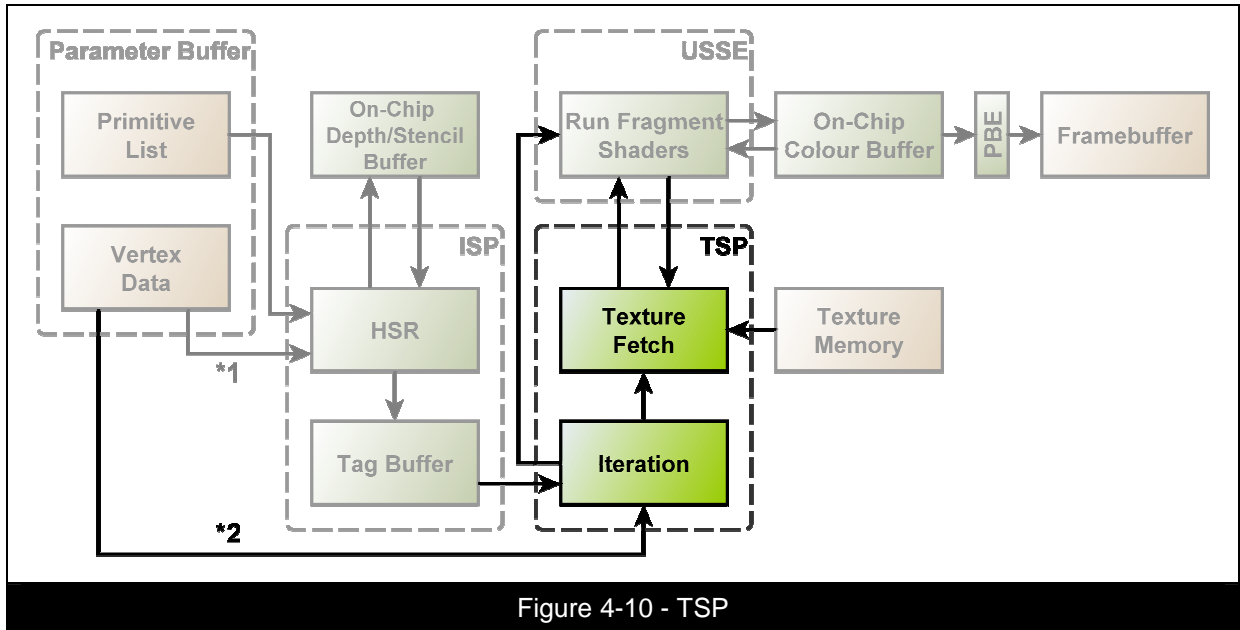 Parameter Buffer
Primitive
List
Vertex
Data
*1
*2
On-Chip
Depth/Stencil
Buffer
ISP
HSR
Tag Buffer
USSE
Run Fragment
Shaders
TSP
Texture
Fetch
Iteration
On-Chip
Colour Buffer
PBE
Framebuffer
Texture
Memory
Figure 4-10 - TSP